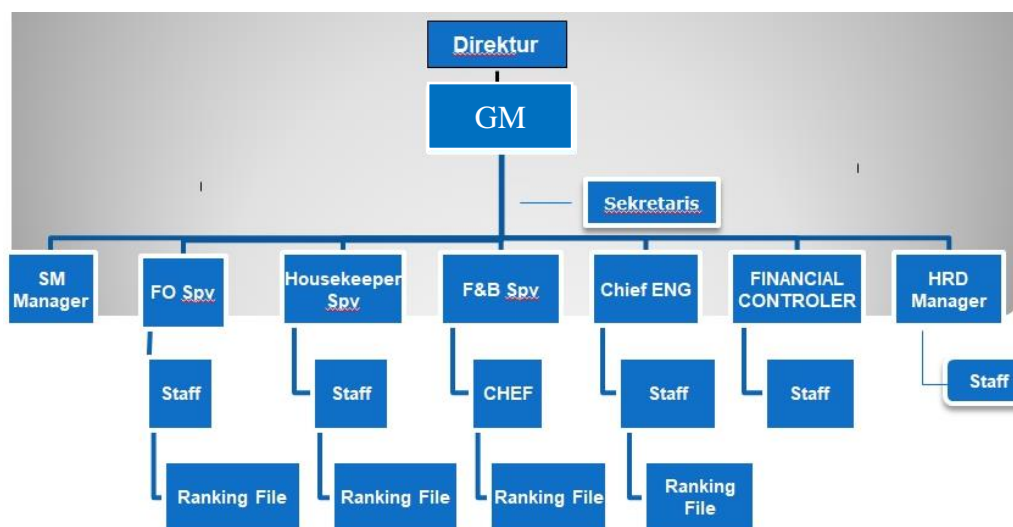 Direktur
GM
Sekretaris
SM
Manager
FO Spv
Housekeeper
Spv
F&B Spv
Chief ENG
FINANCIAL
CONTROLER
HRD
Manager
Staff
Staff
CHEF
Staff
Staff
Staff
Ranking File
Ranking File
Ranking File
Ranking
File